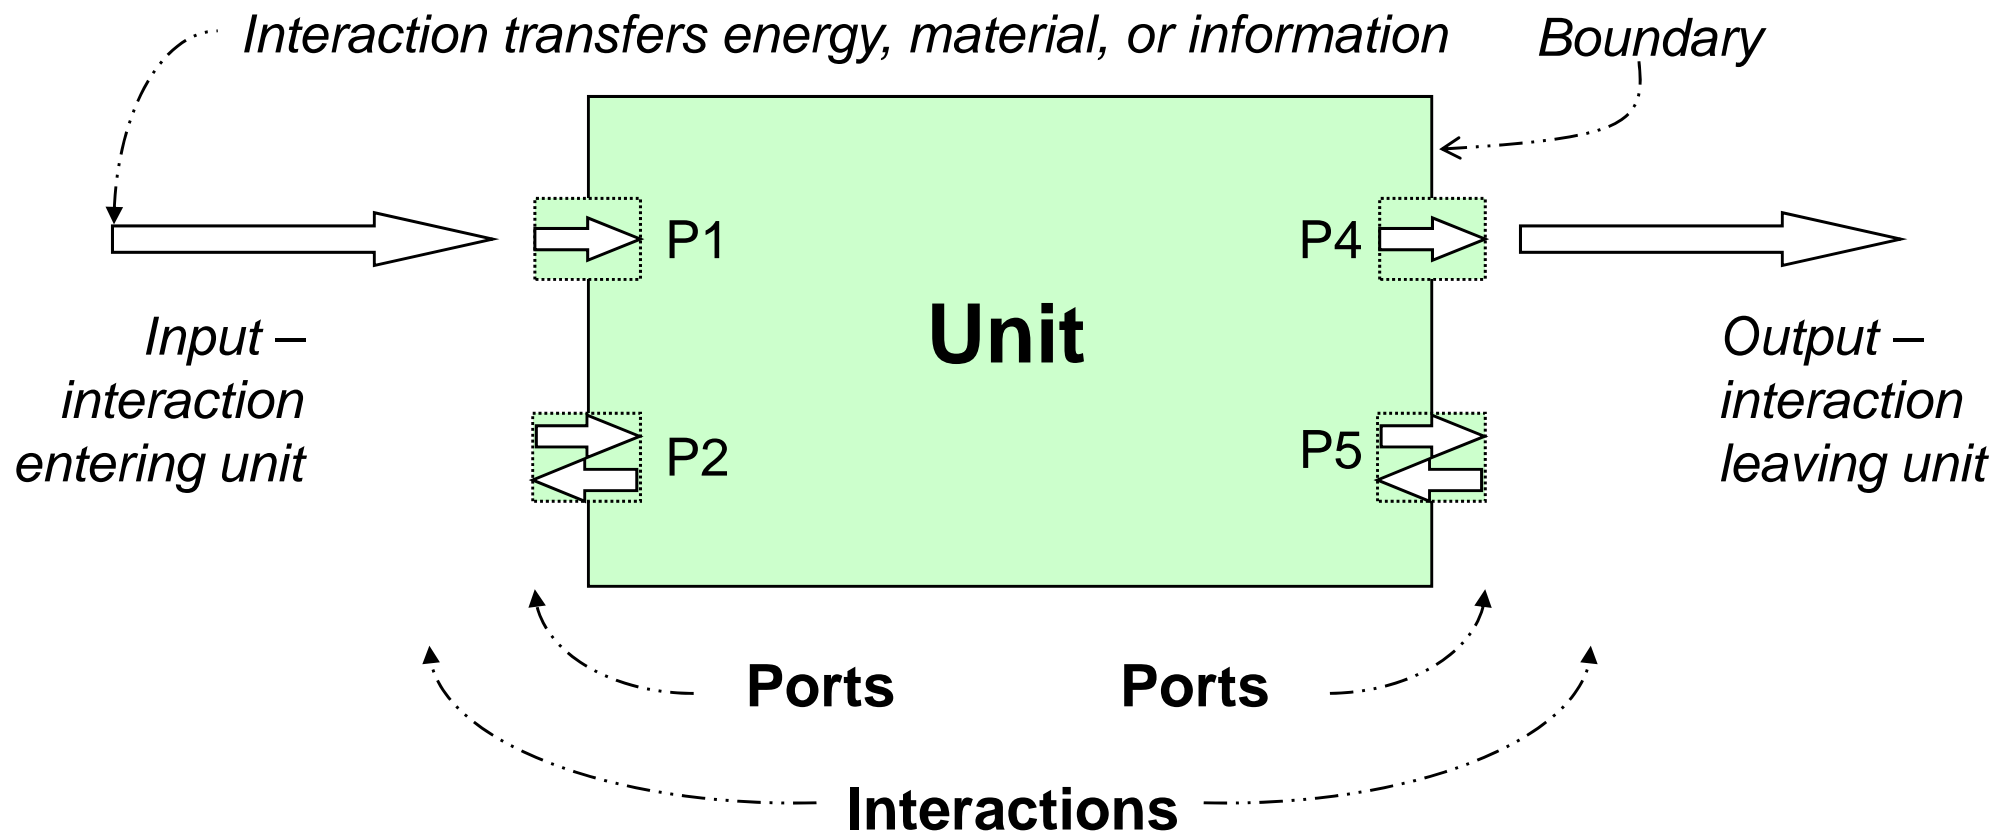 Interaction transfers energy, material, or information
Boundary
P1
P4
Unit
Input –
interaction
entering unit
Output –
interaction
leaving unit
P2
P5
Ports
Ports
Interactions